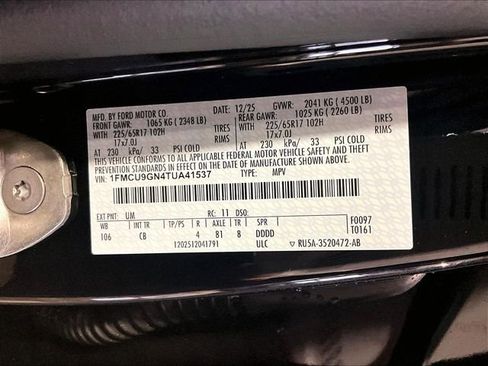 MFD. BY FORD MOTOR CO. DATE: 12/25 GVWR: 2041 KG (4500 LB)
FRONT GAWR: 1065 KG (2348 LB) REAR GAWR: 1025 KG (2260 LB)
WITH 225/65R17 102H TIRES WITH 225/65R17 102H TIRES
17x7.0J RIMS 17x7.0J RIMS
AT 230 kPa/ 33 PSI COLD AT 230 kPa/ 33 PSI COLD
THIS VEHICLE CONFORMS TO ALL APPLICABLE FEDERAL MOTOR VEHICLE SAFETY AND THEFT
PREVENTION STANDARDS IN EFFECT ON THE DATE OF MANUFACTURE SHOWN ABOVE.
VIN: 1FMCU9GN4TUA41537 TYPE: MPV
EXT PNT: UM RC: 11 DSO: F0097
WB BRK INT TR TP/PS R AXLE TR SPR T0161
106 CB 4 81 8 DDDD
1202512041791 ULC RU5A-3520472-AB